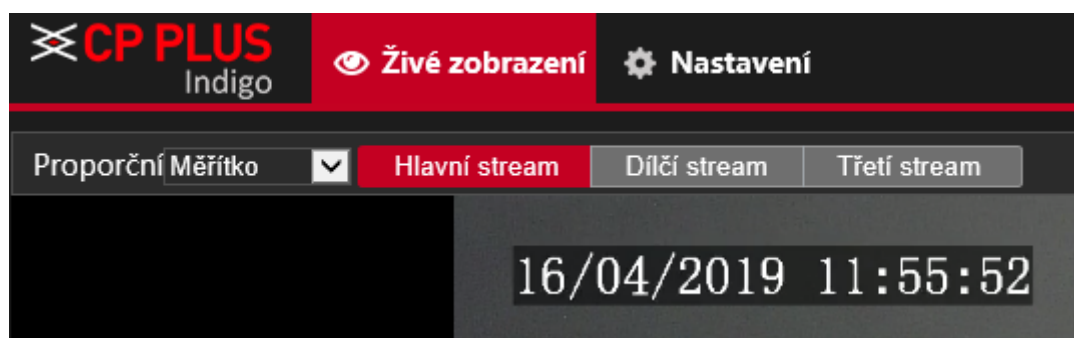 CP PLUS
Indigo
Živé zobrazení
Nastavení
Proporční Měřítko Hlavní stream Dílčí stream Třetí stream
16/04/2019 11:55:52